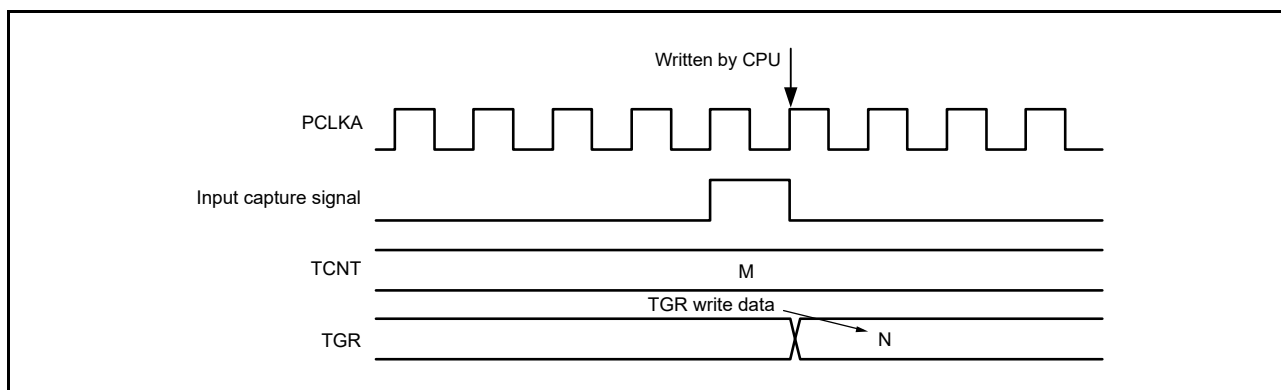 Written by CPU
PCLKA
Input capture signal
TCNT
M
TGR write data
TGR
N